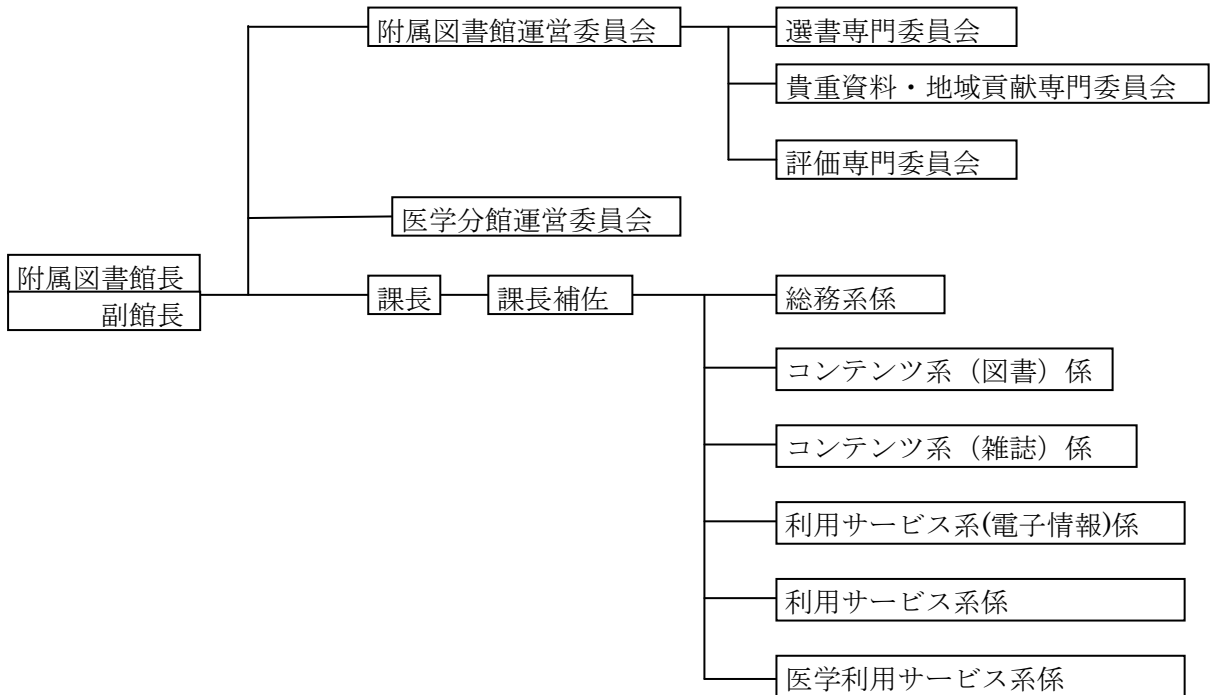 附属図書館運営委員会
選書専門委員会
貴重資料・地域貢献専門委員会
評価専門委員会
医学分館運営委員会
附属図書館長
副館長
課長
課長補佐
総務系係
コンテンツ系（図書）係
コンテンツ系（雑誌）係
利用サービス系(電子情報)係
利用サービス系係
医学利用サービス系係